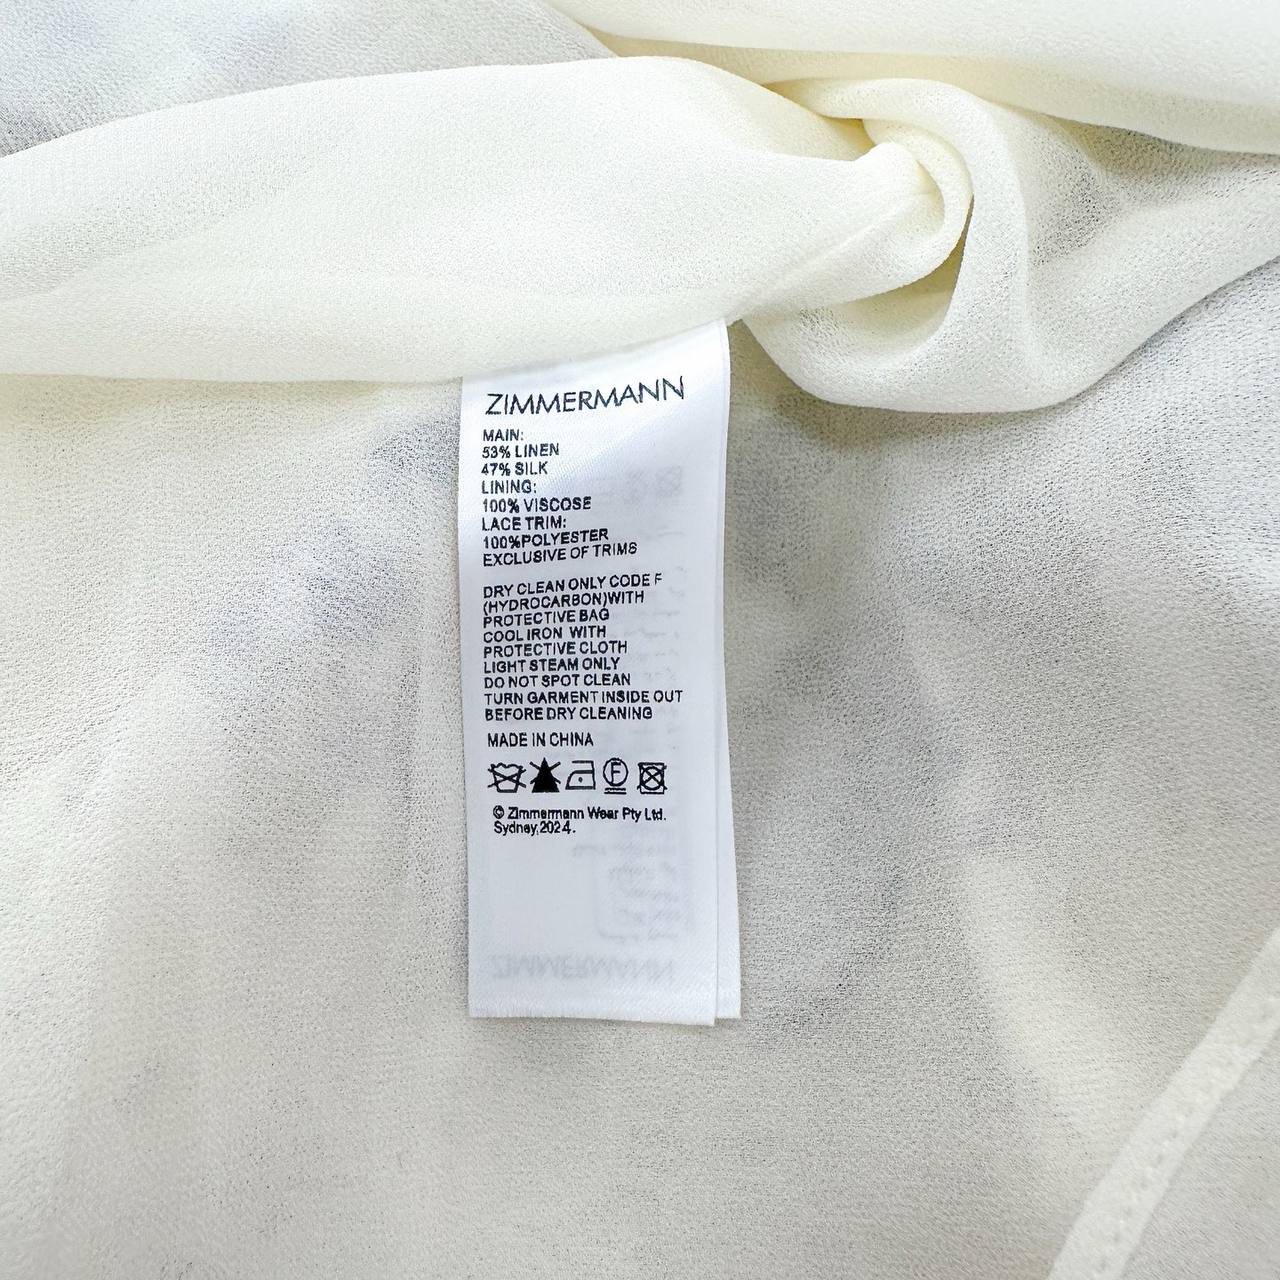 ZIMMERMANN
MAIN:
53% LINEN
47% SILK
LINING:
100% VISCOSE
LACE TRIM:
100%POLYESTER
EXCLUSIVE OF TRIMS
DRY CLEAN ONLY CODE F
(HYDROCARBON)WITH
PROTECTIVE BAG
COOL IRON WITH
PROTECTIVE CLOTH
LIGHT STEAM ONLY
DO NOT SPOT CLEAN
TURN GARMENT INSIDE OUT
BEFORE DRY CLEANING
MADE IN CHINA
F
© Zimmermann Wear Pty Ltd.
Sydney,2024.
ZIMMERMANN